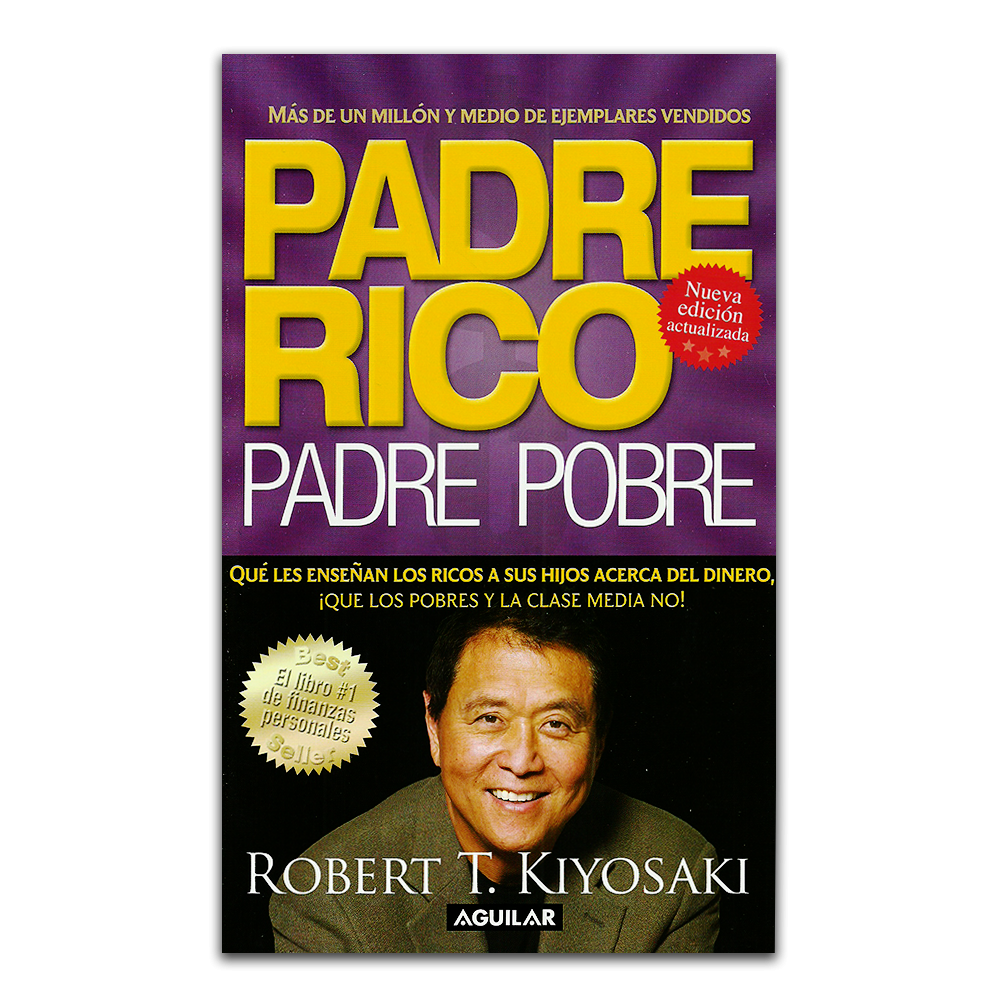 MÁS DE UN MILLÓN Y MEDIO DE EJEMPLARES VENDIDOS
PADRE
RICO
Nueva
edición
actualizada
PADRE POBRE
QUÉ LES ENSEÑAN LOS RICOS A SUS HIJOS ACERCA DEL DINERO,
¡QUE LOS POBRES Y LA CLASE MEDIA NO!
Best
El libro #1
de finanzas
personales
Seller
ROBERT T. KIYOSAKI
AGUILAR